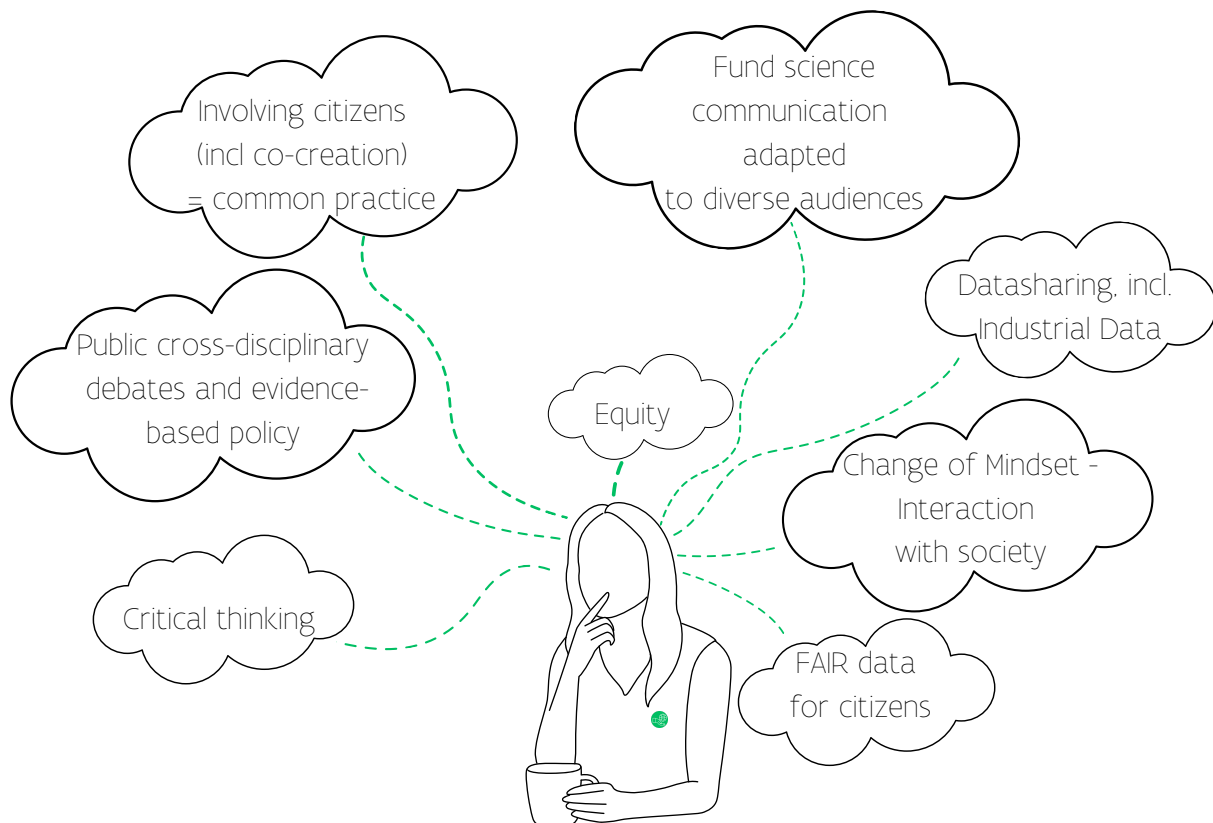 Involving citizens
(incl co-creation)
= common practice
Fund science
communication
adapted
to diverse audiences
Datasharing, incl.
Industrial Data
Public cross-disciplinary
debates and evidence-
based policy
Equity
Change of Mindset -
Interaction
with society
Critical thinking
FAIR data
for citizens